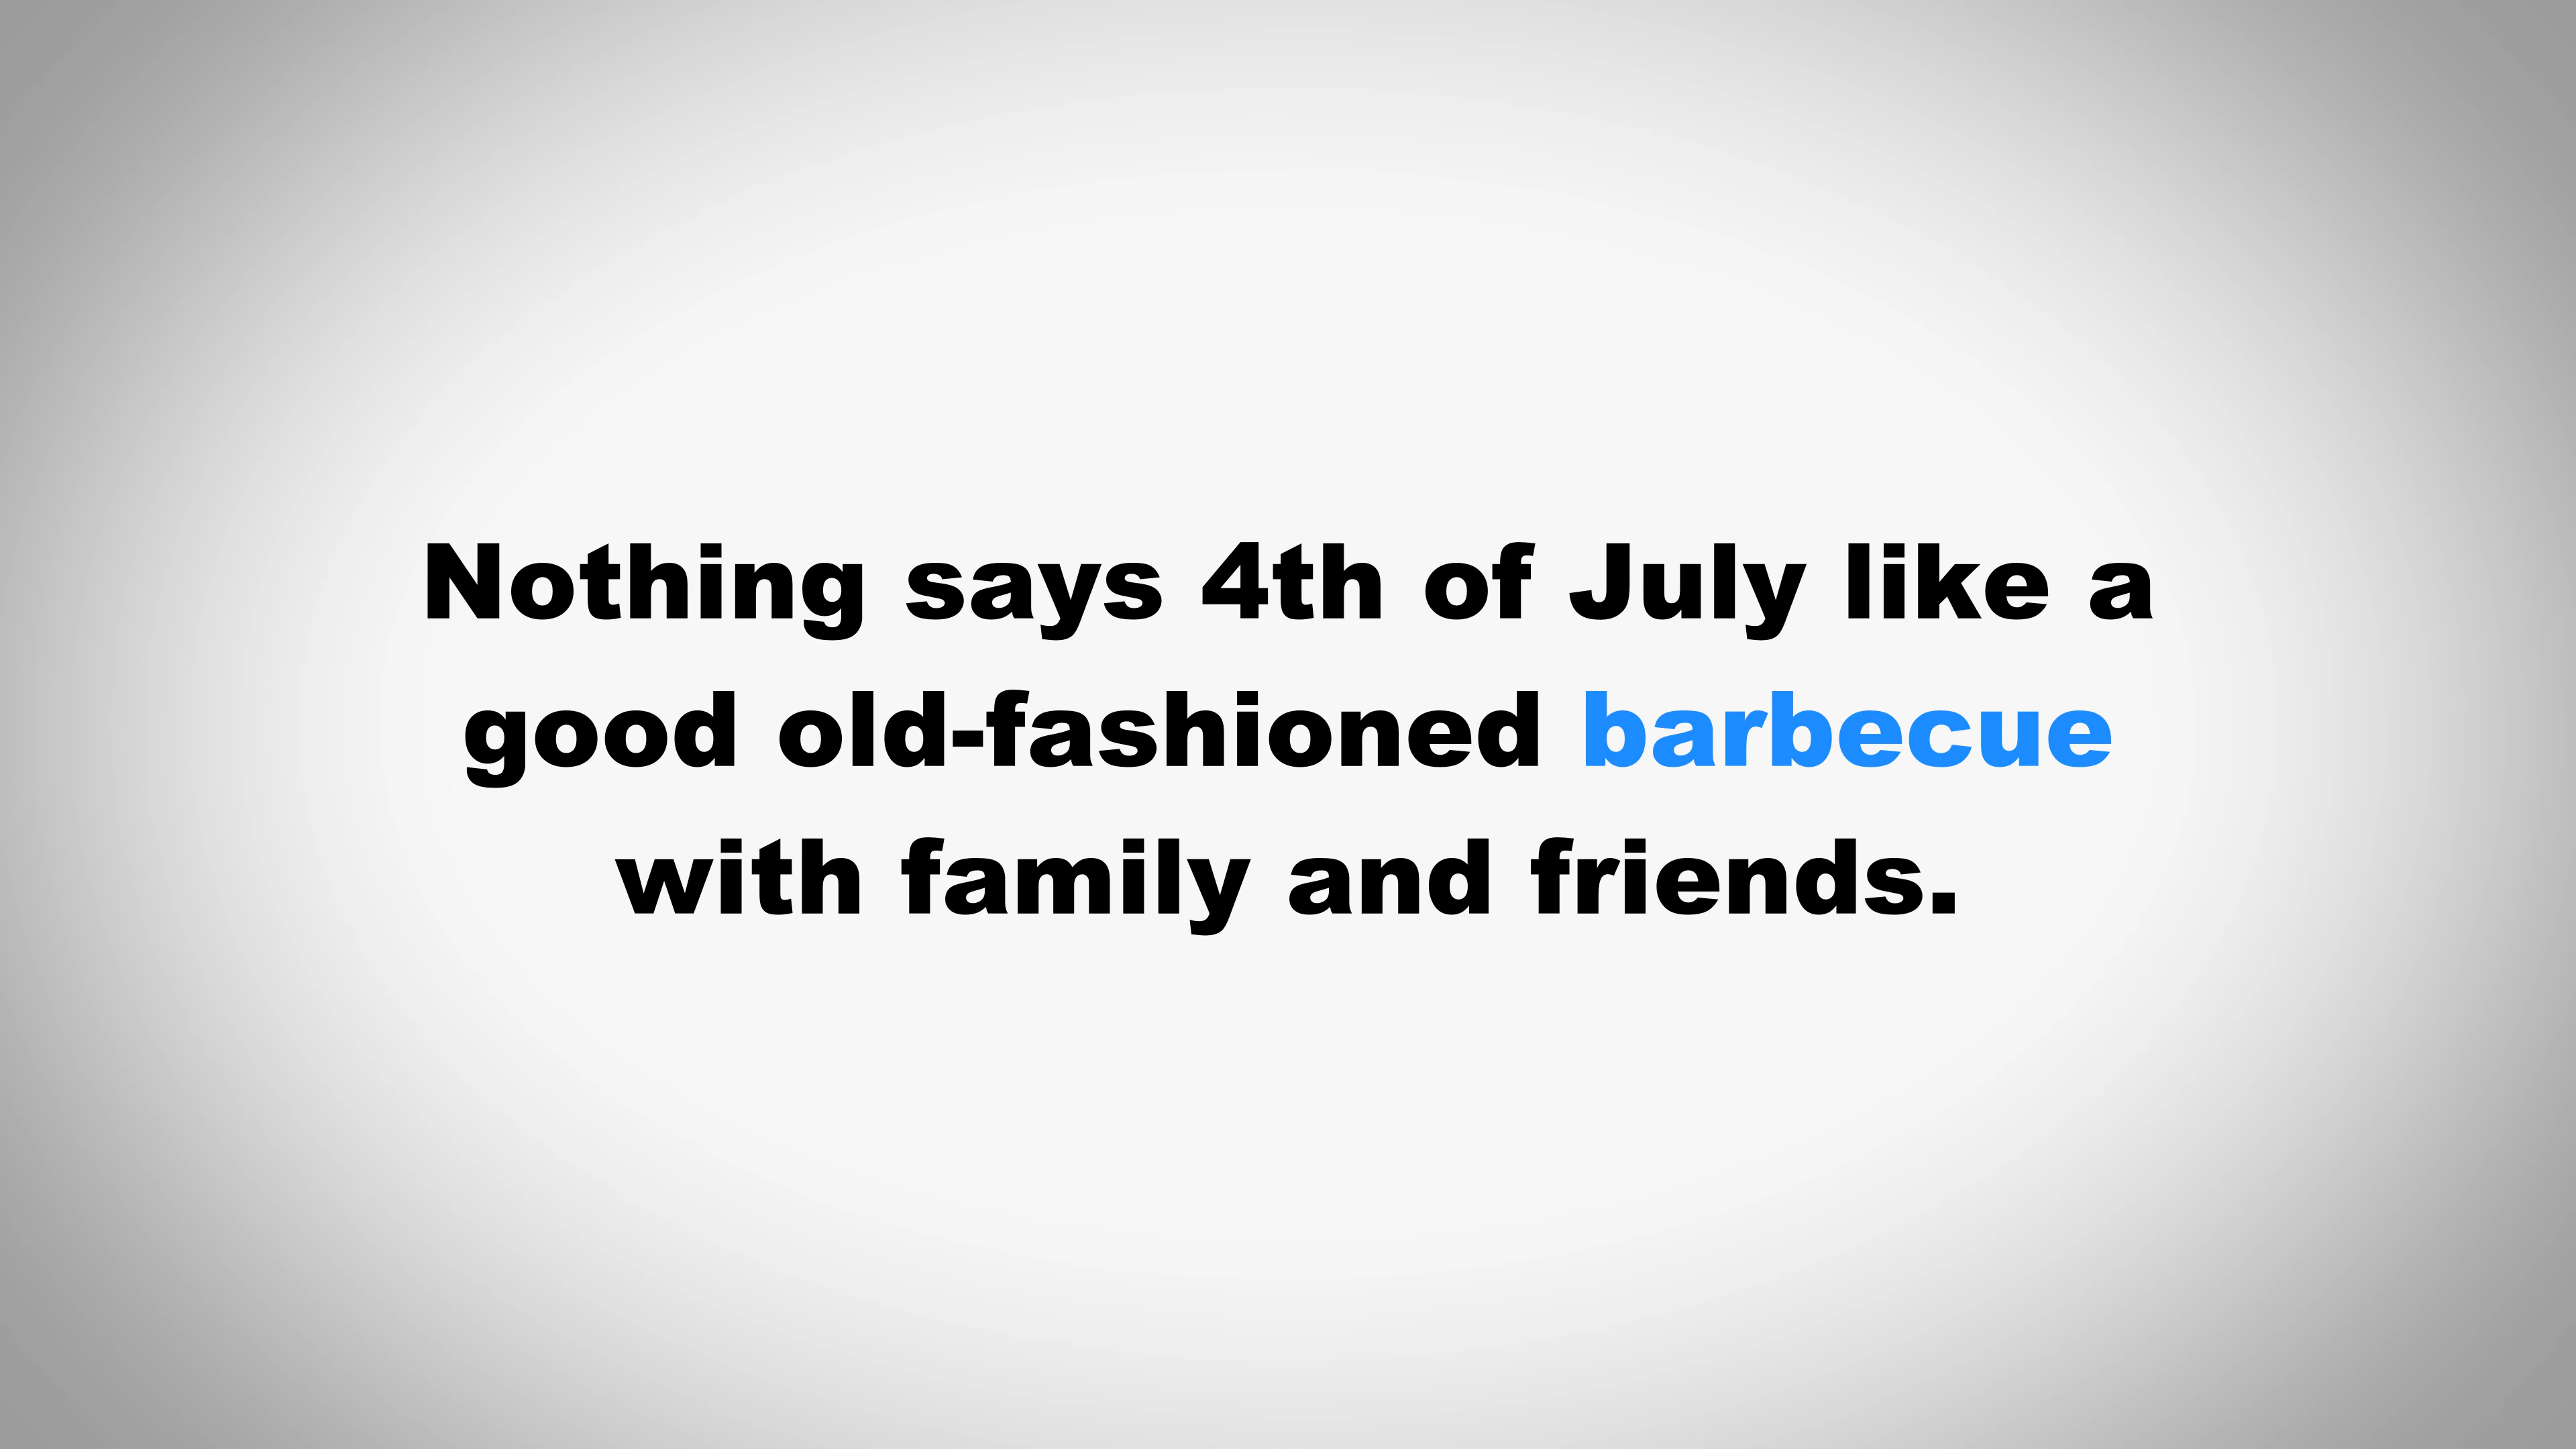 Nothing says 4th of July like a
good old-fashioned barbecue
with family and friends.